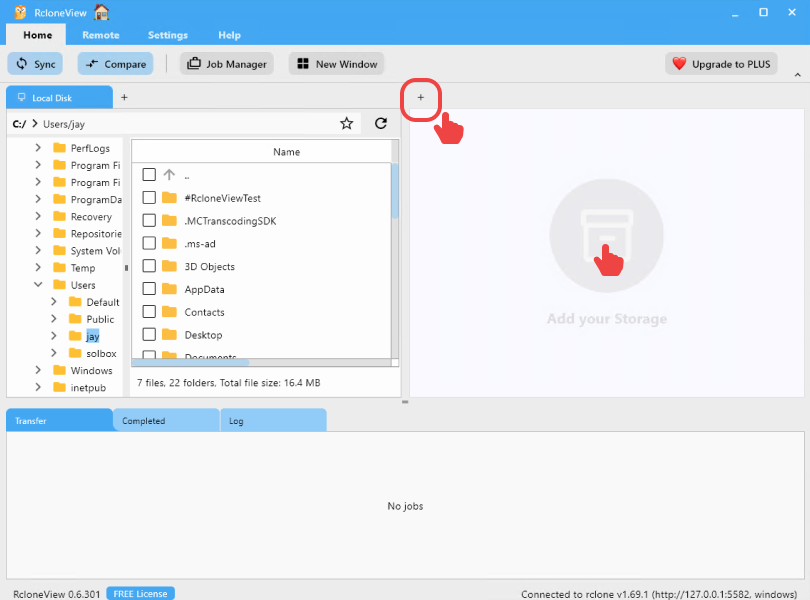 RcloneView
Home Remote Settings Help
Sync Compare Job Manager New Window Upgrade to PLUS
Local Disk +
+
C:/ > Users/jay
PerfLogs
Program Fi
Program Fi
ProgramDa
Recovery
Repositorie
System Vol
Temp
Users
Default
Public
jay
solbox
Windows
inetpub
Name
..
#RcloneViewTest
.MCTranscodingSDK
.ms-ad
3D Objects
AppData
Contacts
Desktop
Documents
7 files, 22 folders, Total file size: 16.4 MB
Add your Storage
Transfer Completed Log
No jobs
RcloneView 0.6.301 FREE License Connected to rclone v1.69.1 (http://127.0.0.1:5582, windows)